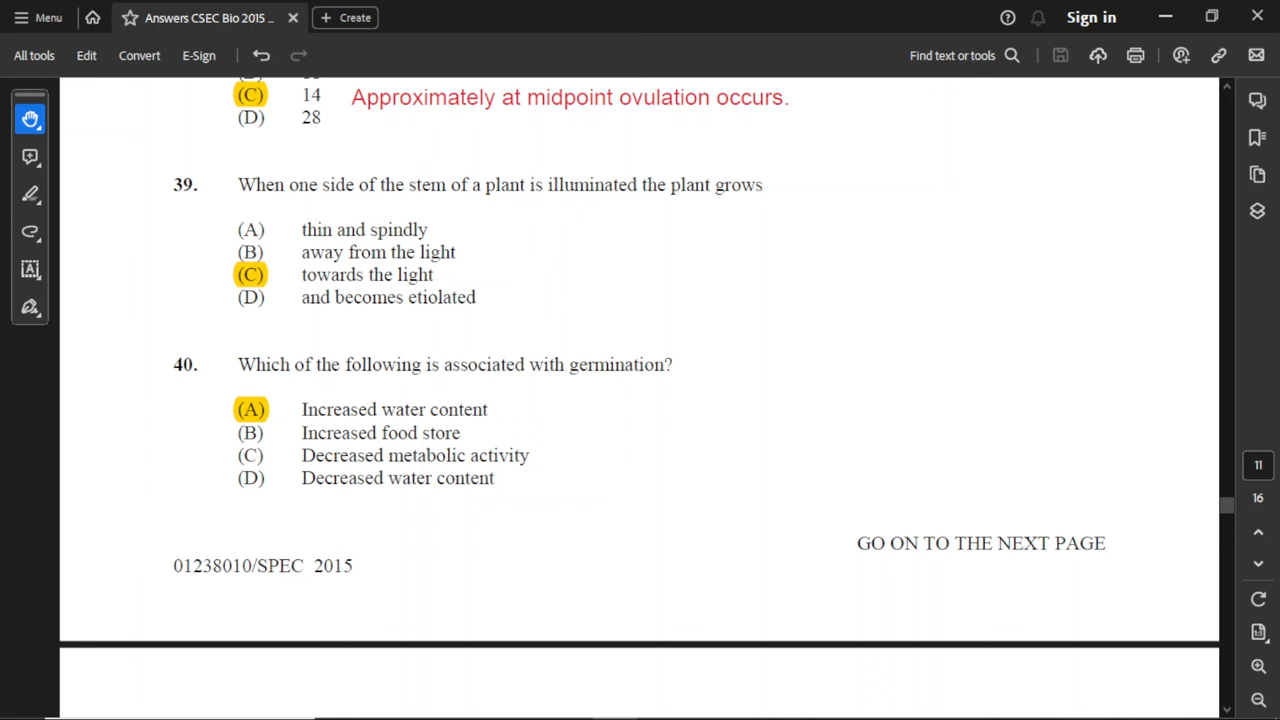 Menu
Answers CSEC Bio 2015 ...
Create
Sign in
All tools
Edit
Convert
E-Sign
Find text or tools
(C) 14 Approximately at midpoint ovulation occurs.
(D) 28
39. When one side of the stem of a plant is illuminated the plant grows
(A) thin and spindly
(B) away from the light
(C) towards the light
(D) and becomes etiolated
40. Which of the following is associated with germination?
(A) Increased water content
(B) Increased food store
(C) Decreased metabolic activity
(D) Decreased water content
11
16
GO ON TO THE NEXT PAGE
01238010/SPEC 2015